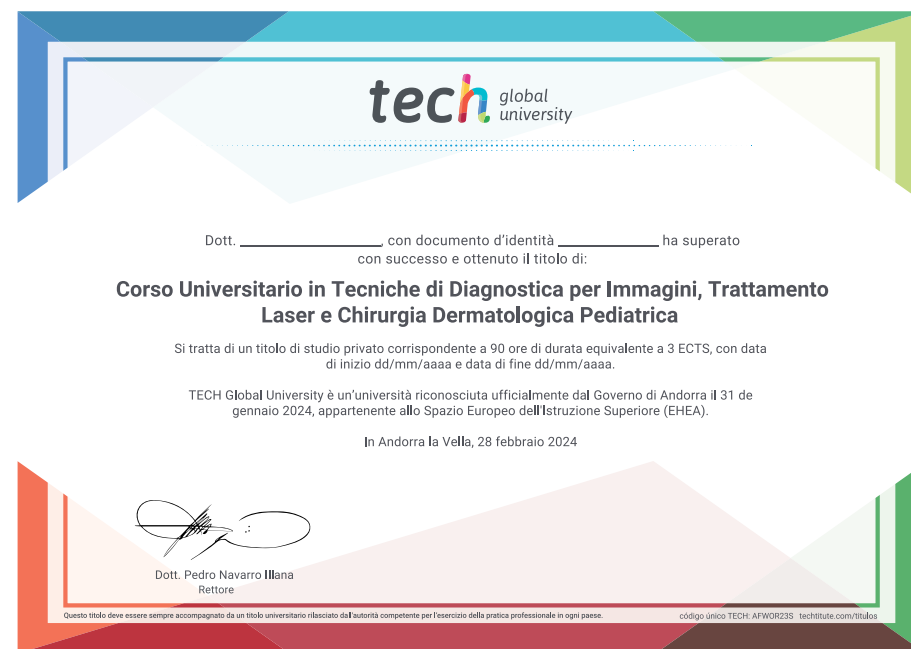 tech global university
Dott. ____________________, con documento d'identità ______________ ha superato
con successo e ottenuto il titolo di:
Corso Universitario in Tecniche di Diagnostica per Immagini, Trattamento
Laser e Chirurgia Dermatologica Pediatrica
Si tratta di un titolo di studio privato corrispondente a 90 ore di durata equivalente a 3 ECTS, con data
di inizio dd/mm/aaaa e data di fine dd/mm/aaaa.
TECH Global University è un'università riconosciuta ufficialmente dal Governo di Andorra il 31 de
gennaio 2024, appartenente allo Spazio Europeo dell'Istruzione Superiore (EHEA).
In Andorra la Vella, 28 febbraio 2024
Dott. Pedro Navarro Illana
Rettore
Questo titolo deve essere sempre accompagnato da un titolo universitario rilasciato dall'autorità competente per l'esercizio della pratica professionale in ogni paese.
código único TECH: AFWOR23S techtitute.com/titulos